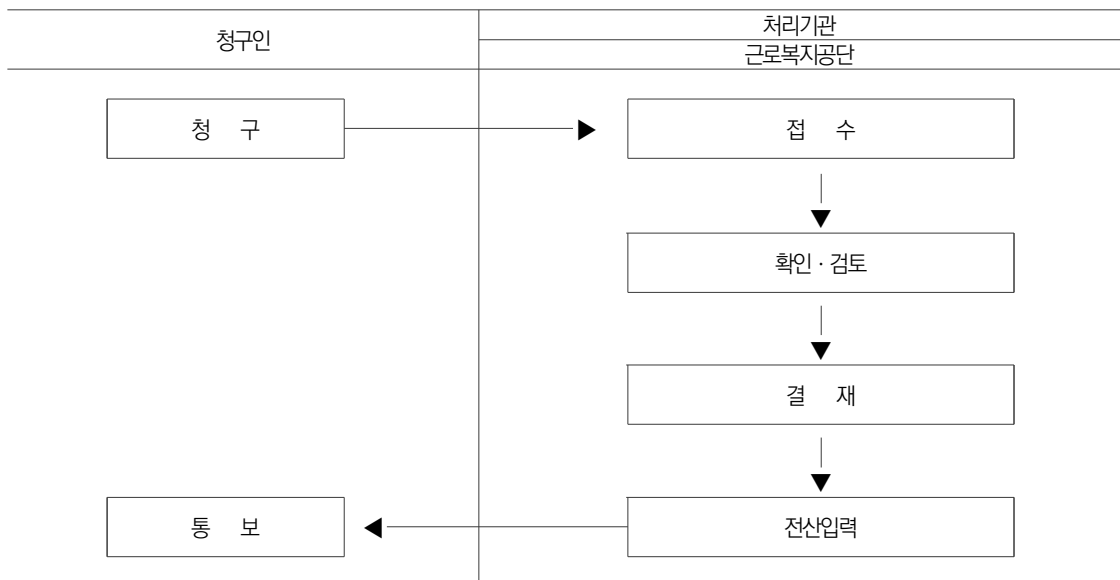 청구인
처리기관
근로복지공단
청 구
접 수
확인 · 검토
결 재
통 보
전산입력